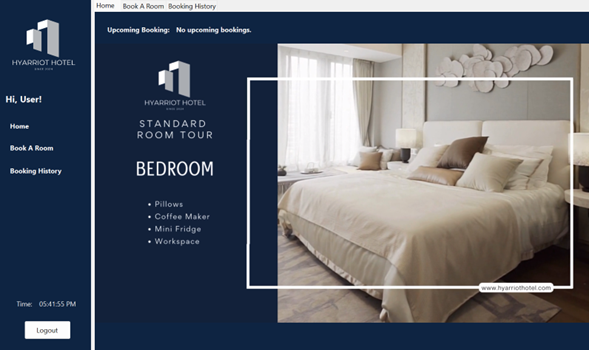 HYARRIOT HOTEL
Hi, User!
Home
Book A Room
Booking History
Time: 05:41:55 PM
Logout
Home Book A Room Booking History
Upcoming Booking: No upcoming bookings.
HYARRIOT HOTEL
STANDARD
ROOM TOUR
BEDROOM
• Pillows
• Coffee Maker
• Mini Fridge
• Workspace
www.hyarriothotel.com